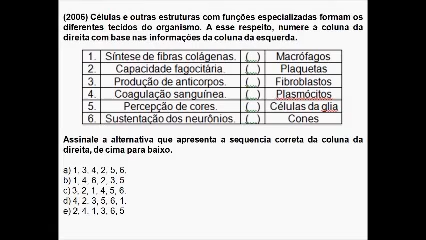 (2006) Células e outras estruturas com funções especializadas formam os
diferentes tecidos do organismo. A esse respeito, numere a coluna da
direita com base nas informações da coluna da esquerda.
1. Síntese de fibras colágenas. (...) Macrófagos
2. Capacidade fagocitária. (...) Plaquetas
3. Produção de anticorpos. (...) Fibroblastos
4. Coagulação sanguínea. (...) Plasmócitos
5. Percepção de cores. (...) Células da glia
6. Sustentação dos neurônios. (...) Cones
Assinale a alternativa que apresenta a sequencia correta da coluna da
direita, de cima para baixo.
a) 1, 3, 4, 2, 5, 6.
b) 1, 4, 6, 2, 3, 5
c) 3, 2, 1, 4, 5, 6
d) 4, 2, 3, 5, 6, 1.
e) 2, 4, 1, 3, 6, 5